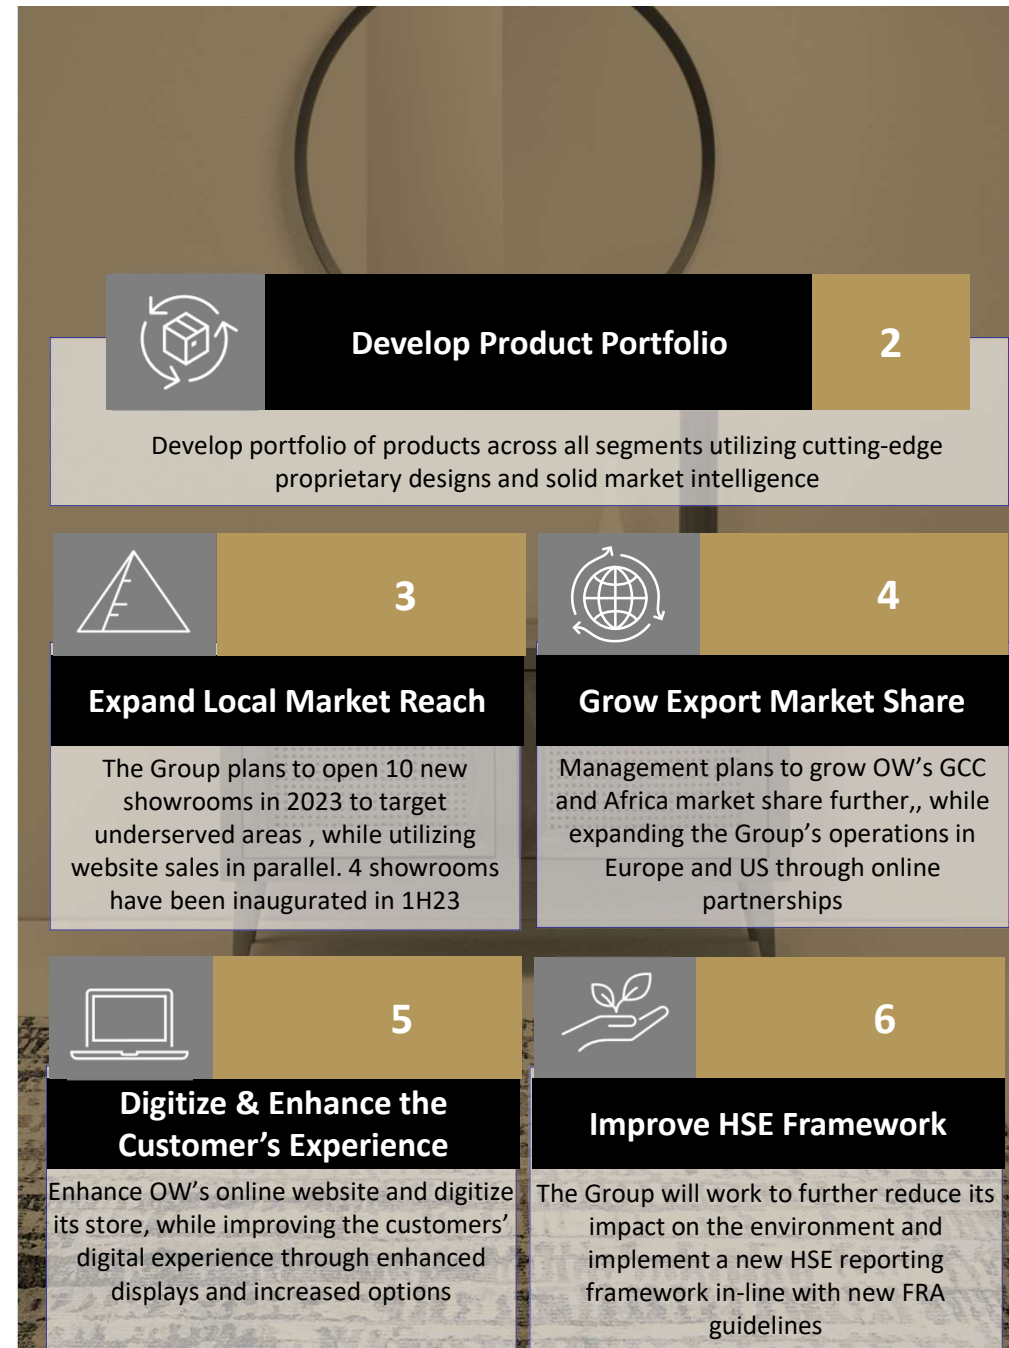 Develop Product Portfolio
2
Develop portfolio of products across all segments utilizing cutting-edge
proprietary designs and solid market intelligence
3
Expand Local Market Reach
The Group plans to open 10 new
showrooms in 2023 to target
underserved areas , while utilizing
website sales in parallel. 4 showrooms
have been inaugurated in 1H23
4
Grow Export Market Share
Management plans to grow OW’s GCC
and Africa market share further,, while
expanding the Group’s operations in
Europe and US through online
partnerships
5
Digitize & Enhance the
Customer’s Experience
Enhance OW’s online website and digitize
its store, while improving the customers’
digital experience through enhanced
displays and increased options
6
Improve HSE Framework
The Group will work to further reduce its
impact on the environment and
implement a new HSE reporting
framework in-line with new FRA
guidelines